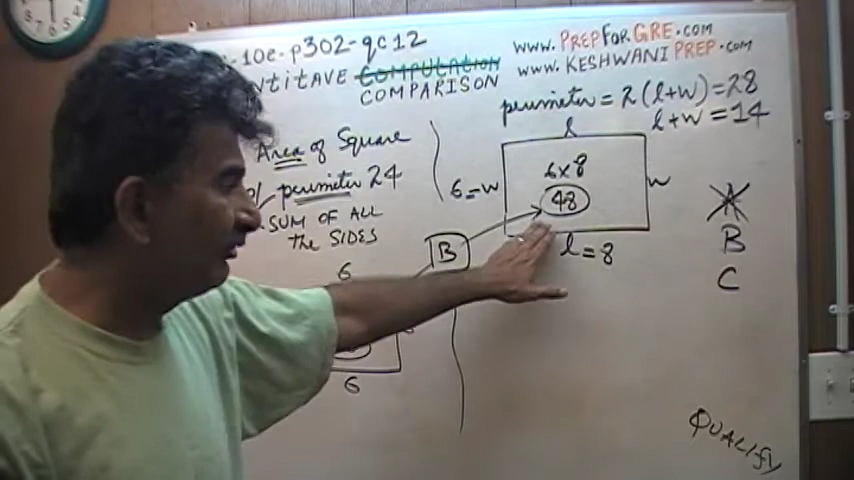 -10e-p302-qc12
www.PREPFORGRE.com
NTITAVE COMPUTATION
www.KESHWANIPREP.com
COMPARISON
perimeter = 2(l+w)=28
l+w=14
Area of Square
w/ perimeter 24
SUM OF ALL
the SIDES
6
6
l
6=w
6x8
48
w
l=8
B
A
B
C
QUALIFY